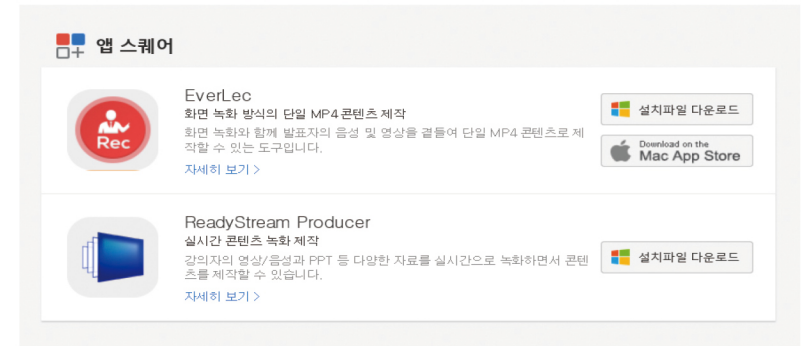 앱 스퀘어
EverLec
화면 녹화 방식의 단일 MP4 콘텐츠 제작
화면 녹화와 함께 발표자의 음성 및 영상을 곁들여 단일 MP4 콘텐츠로 제
작할 수 있는 도구입니다.
자세히 보기 >
Rec
설치파일 다운로드
Download on the
Mac App Store
ReadyStream Producer
실시간 콘텐츠 녹화 제작
강의자의 영상/음성과 PPT 등 다양한 자료를 실시간으로 녹화하면서 콘텐
츠를 제작할 수 있습니다.
자세히 보기 >
설치파일 다운로드